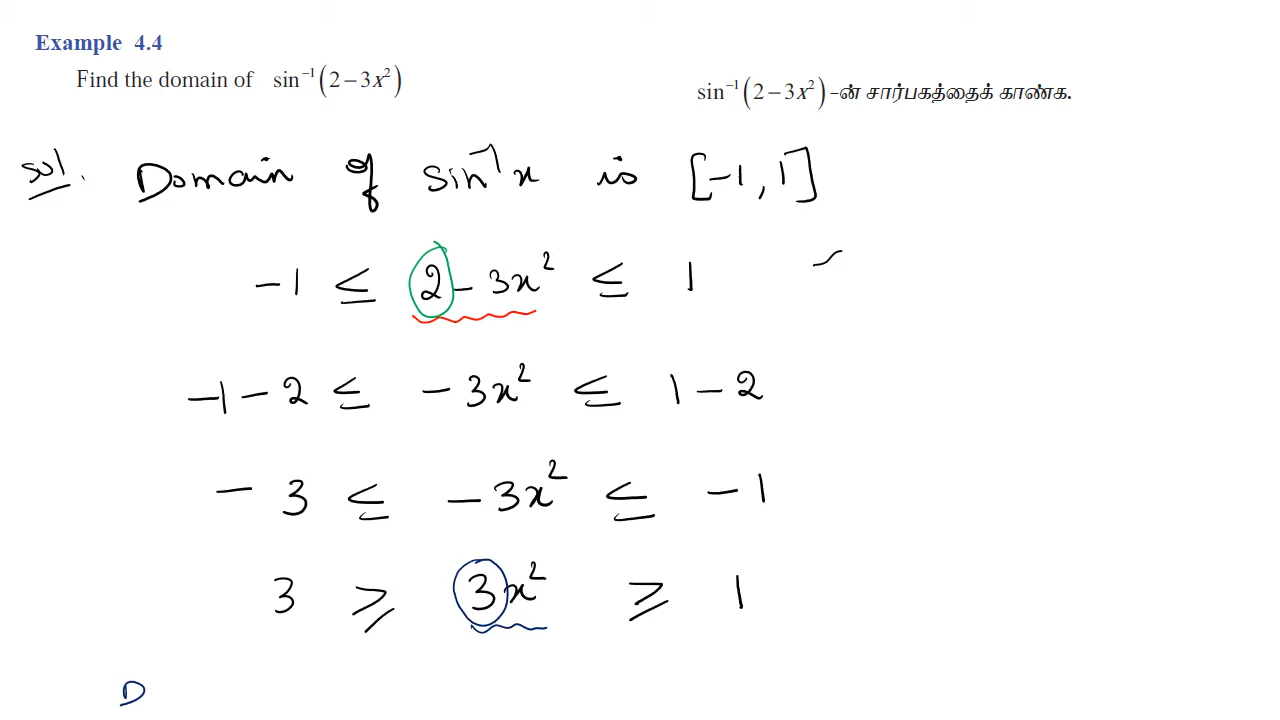 Example 4.4
Find the domain of sin⁻¹(2 − 3x²)
sin⁻¹(2 − 3x²) -ன் சார்பகத்தைக் காண்க.
Sol. Domain of sin⁻¹x is [-1, 1]
-1 ≤ 2 - 3x² ≤ 1
-1 - 2 ≤ -3x² ≤ 1 - 2
-3 ≤ -3x² ≤ -1
3 ≥ 3x² ≥ 1
D